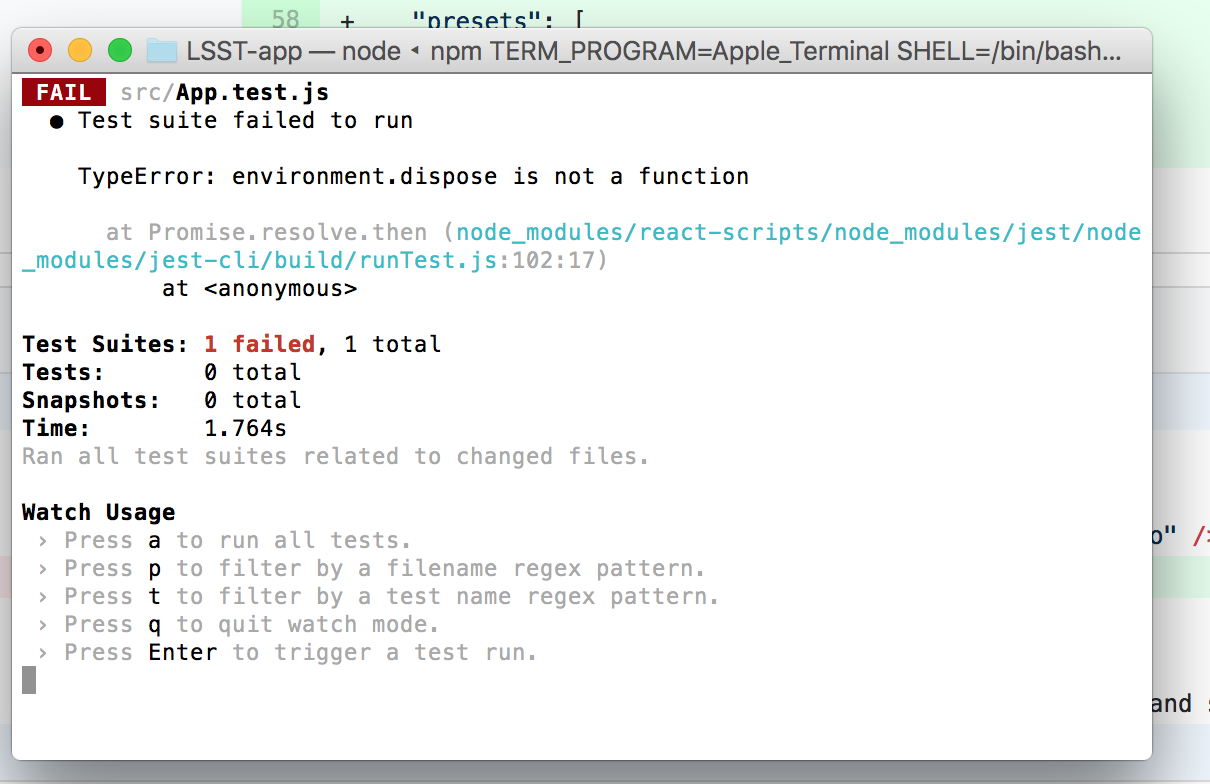 58 + "presets": [
LSST-app — node ◂ npm TERM_PROGRAM=Apple_Terminal SHELL=/bin/bash...
FAIL src/App.test.js
● Test suite failed to run
TypeError: environment.dispose is not a function
at Promise.resolve.then (node_modules/react-scripts/node_modules/jest/node
_modules/jest-cli/build/runTest.js:102:17)
at <anonymous>
Test Suites: 1 failed, 1 total
Tests: 0 total
Snapshots: 0 total
Time: 1.764s
Ran all test suites related to changed files.
Watch Usage
› Press a to run all tests.
o" />
› Press p to filter by a filename regex pattern.
› Press t to filter by a test name regex pattern.
› Press q to quit watch mode.
› Press Enter to trigger a test run.
and